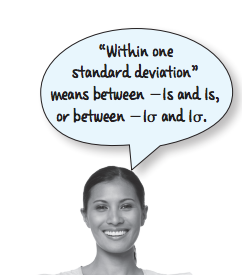 “Within one
standard deviation”
means between −1s and 1s,
or between −1σ and 1σ.